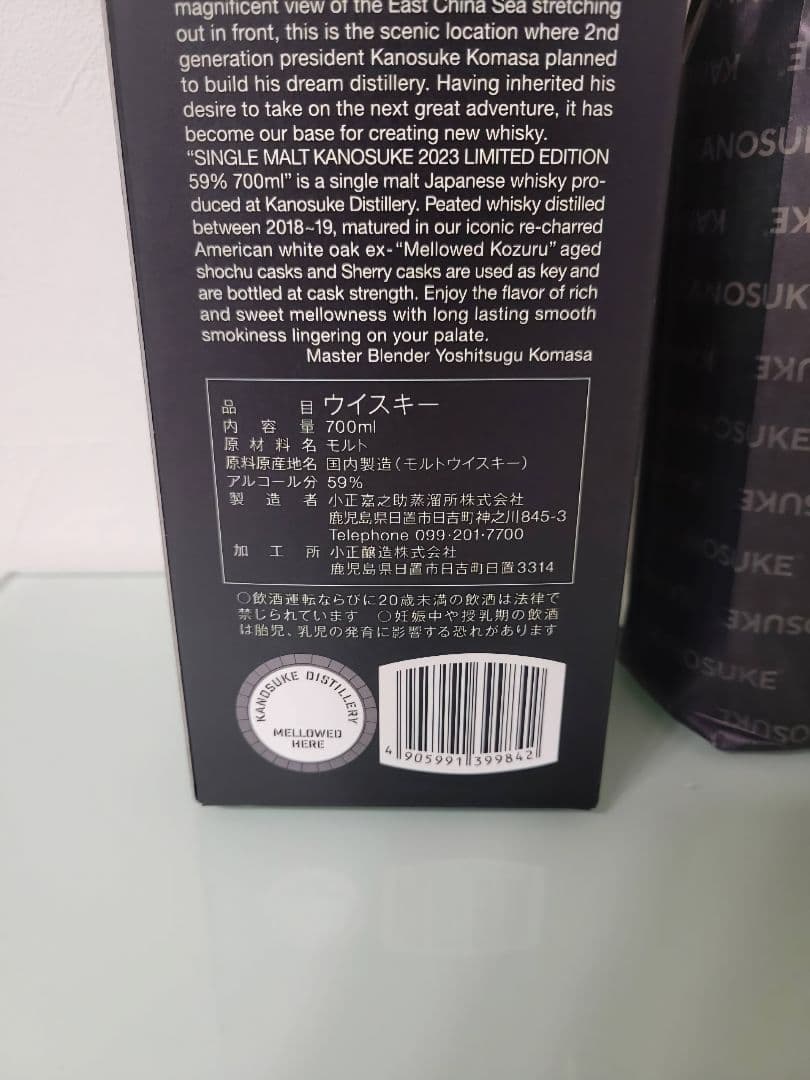 magnificent view of the East China Sea stretching
out in front, this is the scenic location where 2nd
generation president Kanosuke Komasa planned
to build his dream distillery. Having inherited his
desire to take on the next great adventure, it has
become our base for creating new whisky.
“SINGLE MALT KANOSUKE 2023 LIMITED EDITION
59% 700ml” is a single malt Japanese whisky pro-
duced at Kanosuke Distillery. Peated whisky distilled
between 2018~19, matured in our iconic re-charred
American white oak ex-“Mellowed Kozuru” aged
shochu casks and Sherry casks are used as key and
are bottled at cask strength. Enjoy the flavor of rich
and sweet mellowness with long lasting smooth
smokiness lingering on your palate.
Master Blender Yoshitsugu Komasa
品目 ウイスキー
内容量 700ml
原材料名 モルト
原料原産地名 国内製造（モルトウイスキー）
アルコール分 59%
製造者 小正嘉之助蒸溜所株式会社
鹿児島県日置市日吉町神之川845-3
Telephone 099・201・7700
加工所 小正醸造株式会社
鹿児島県日置市日吉町日置3314
○飲酒運転ならびに20歳未満の飲酒は法律で
禁じられています ○妊娠中や授乳期の飲酒
は胎児、乳児の発育に影響する恐れがあります
KANOSUKE DISTILLERY
MELLOWED
HERE
4 905991 399842
ANOSU
NOSUK
OSUKE
OSUKE
OSUKE